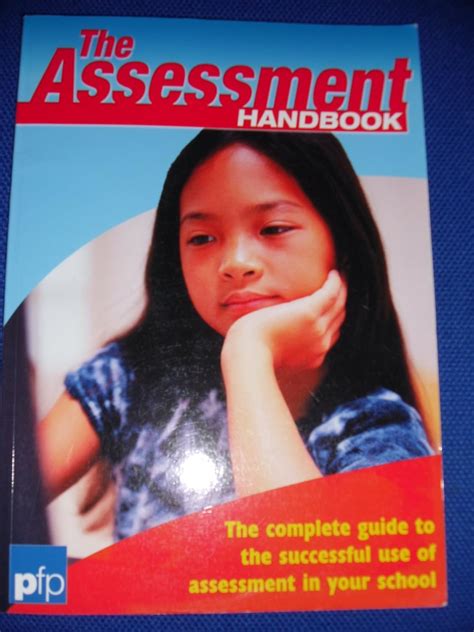 The
Assessment
HANDBOOK
The complete guide to
the successful use of
assessment in your school
pfp